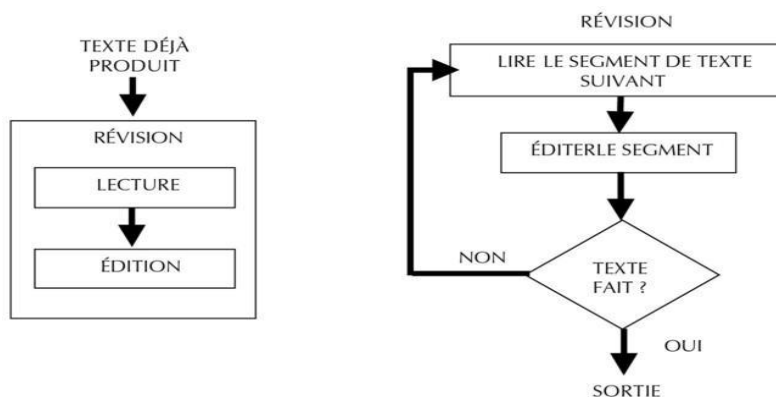 TEXTE DÉJÀ
PRODUIT
RÉVISION
LECTURE
ÉDITION
RÉVISION
LIRE LE SEGMENT DE TEXTE
SUIVANT
ÉDITERLE SEGMENT
NON
TEXTE
FAIT ?
OUI
SORTIE